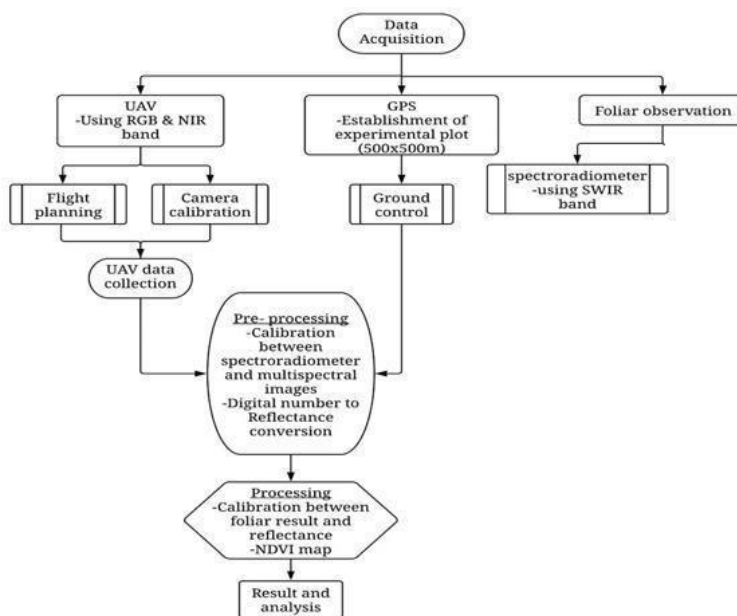 Data
Acquisition
UAV
-Using RGB & NIR
band
GPS
-Establishment of
experimental plot
(500x500m)
Foliar observation
Flight
planning
Camera
calibration
Ground
control
spectroradiometer
-using SWIR
band
UAV data
collection
Pre- processing
-Calibration
between
spectroradiometer
and multispectral
images
-Digital number to
Reflectance
conversion
Processing
-Calibration between
foliar result and
reflectance
-NDVI map
Result and
analysis